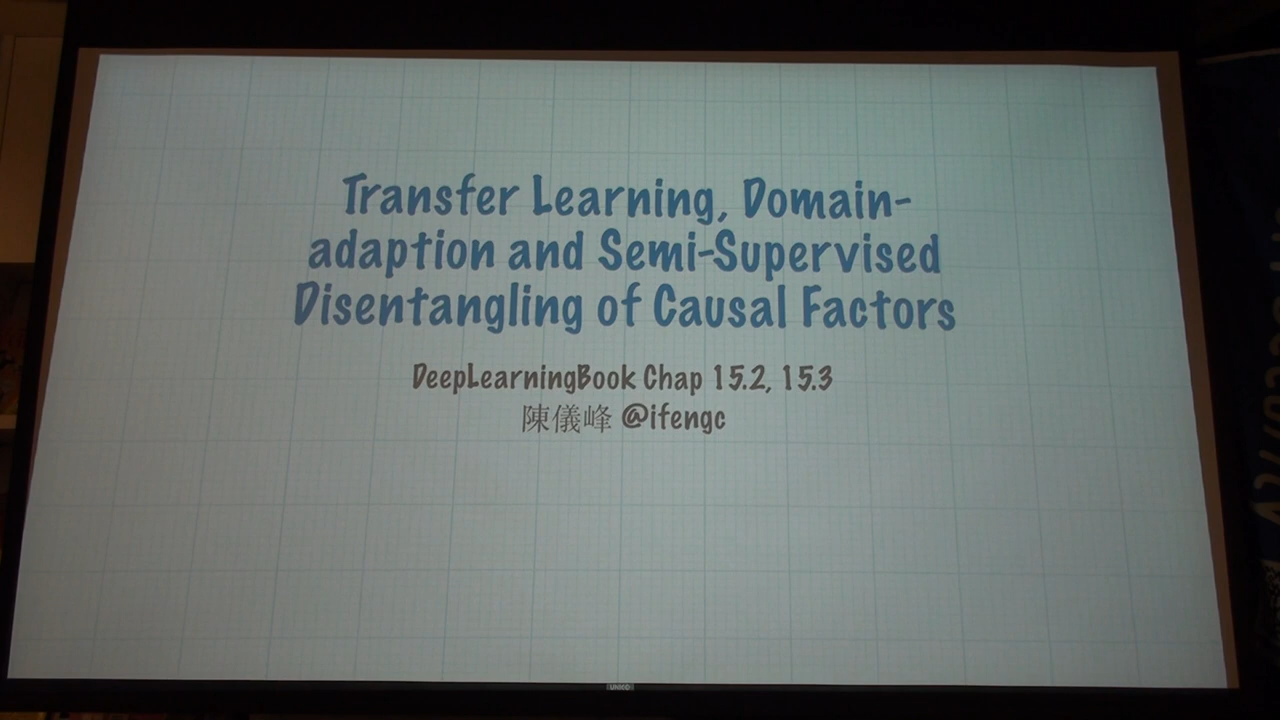 Transfer Learning, Domain-
adaption and Semi-Supervised
Disentangling of Causal Factors
DeepLearningBook Chap 15.2, 15.3
陳儀峰 @ifengc